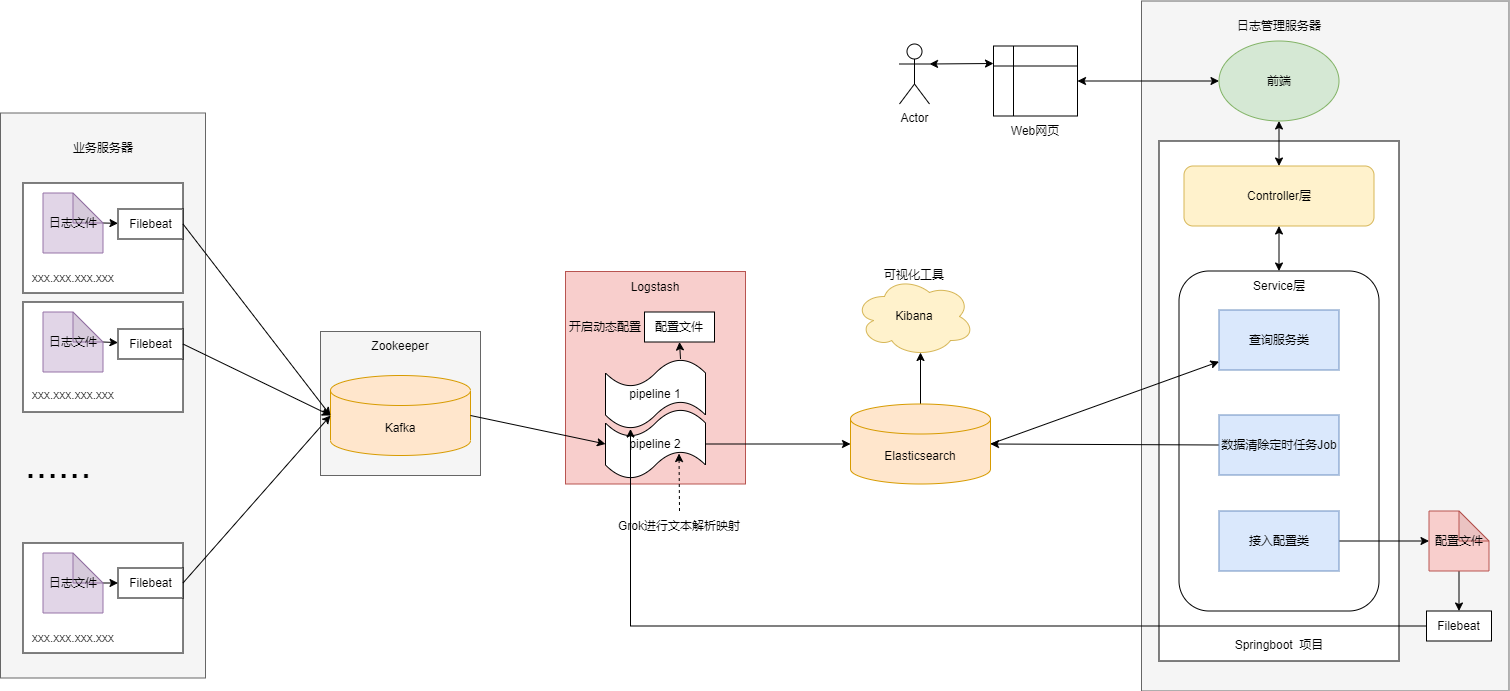 日志管理服务器
前端
Actor
Web网页
Controller层
Service层
查询服务类
数据清除定时任务Job
接入配置类
配置文件
Filebeat
Springboot 项目
业务服务器
日志文件
Filebeat
XXX.XXX.XXX.XXX
日志文件
Filebeat
XXX.XXX.XXX.XXX
......
日志文件
Filebeat
XXX.XXX.XXX.XXX
Zookeeper
Kafka
Logstash
开启动态配置
配置文件
pipeline 1
pipeline 2
Grok进行文本解析映射
可视化工具
Kibana
Elasticsearch